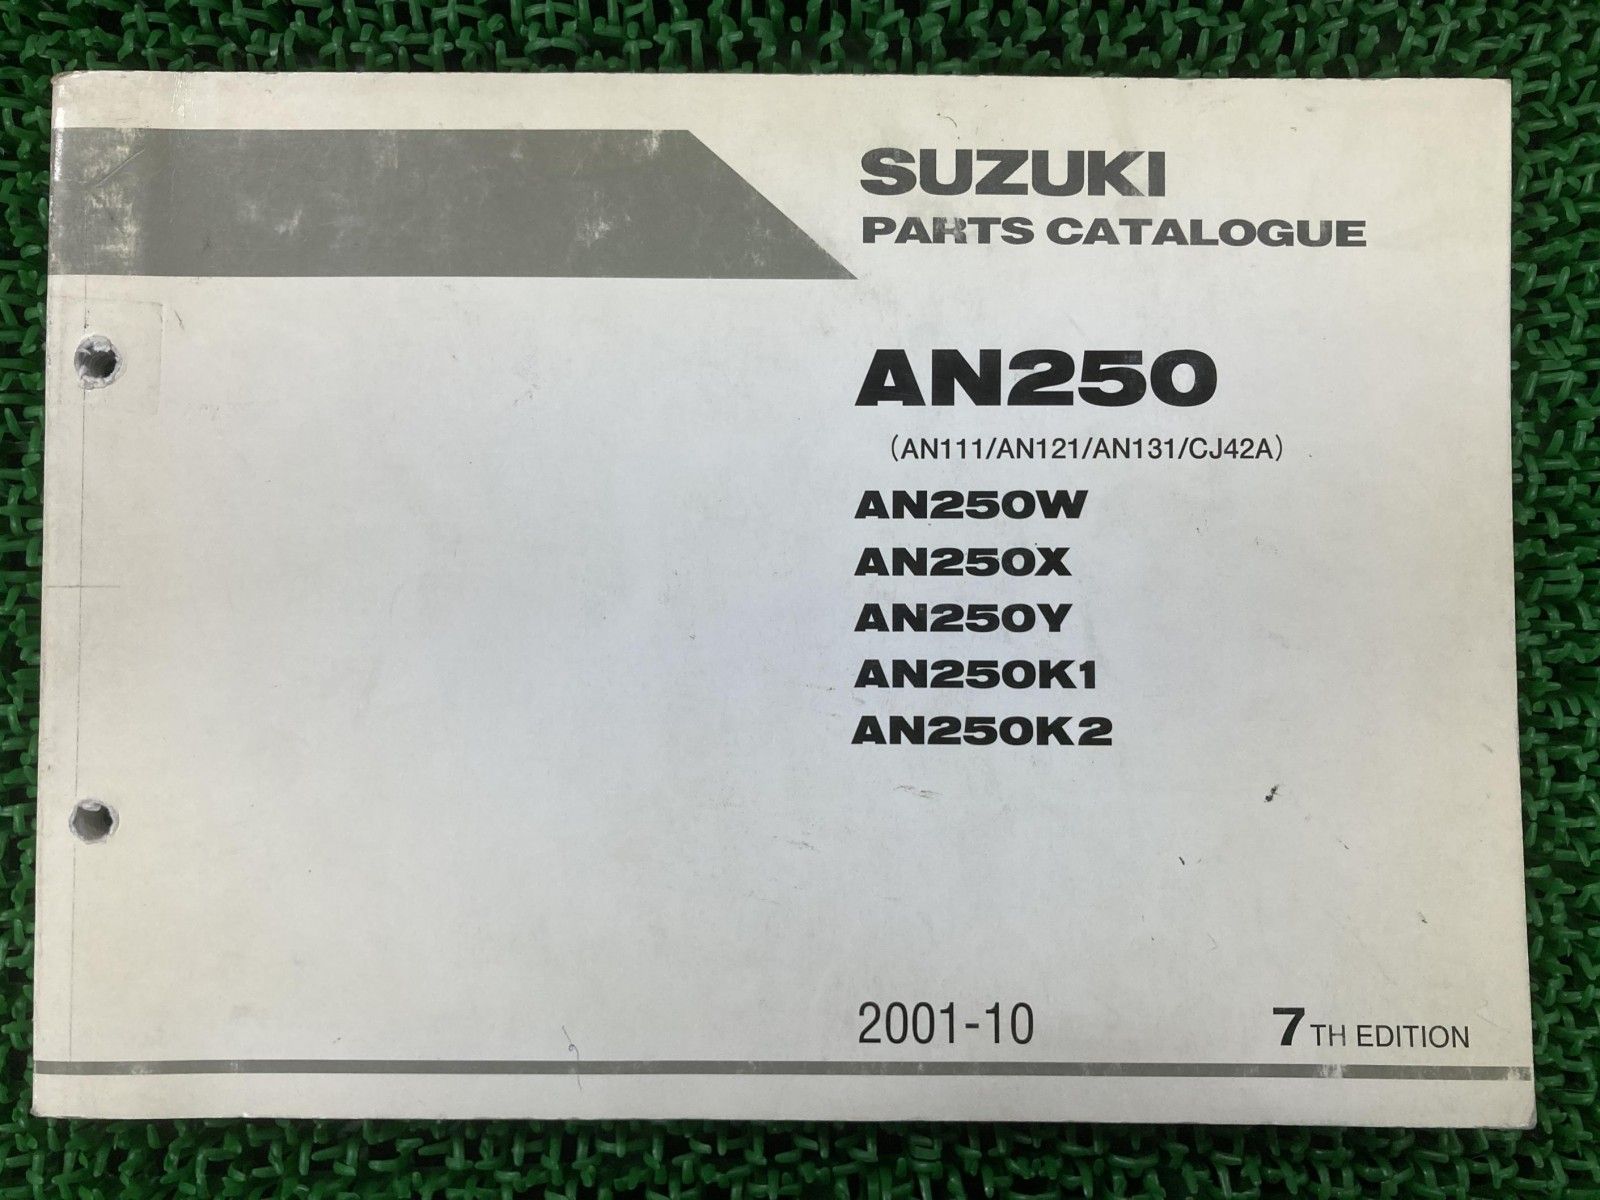 SUZUKI
PARTS CATALOGUE
AN250
(AN111/AN121/AN131/CJ42A)
AN250W
AN250X
AN250Y
AN250K1
AN250K2
2001-10
7TH EDITION